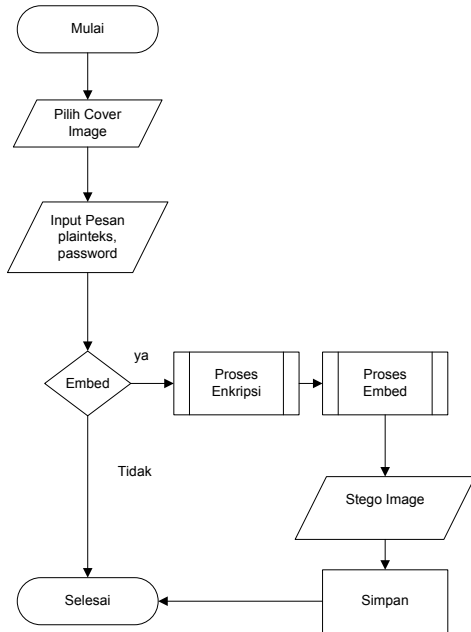 Mulai
Pilih Cover
Image
Input Pesan
plainteks,
password
Embed
ya
Proses
Enkripsi
Proses
Embed
Tidak
Stego Image
Selesai
Simpan